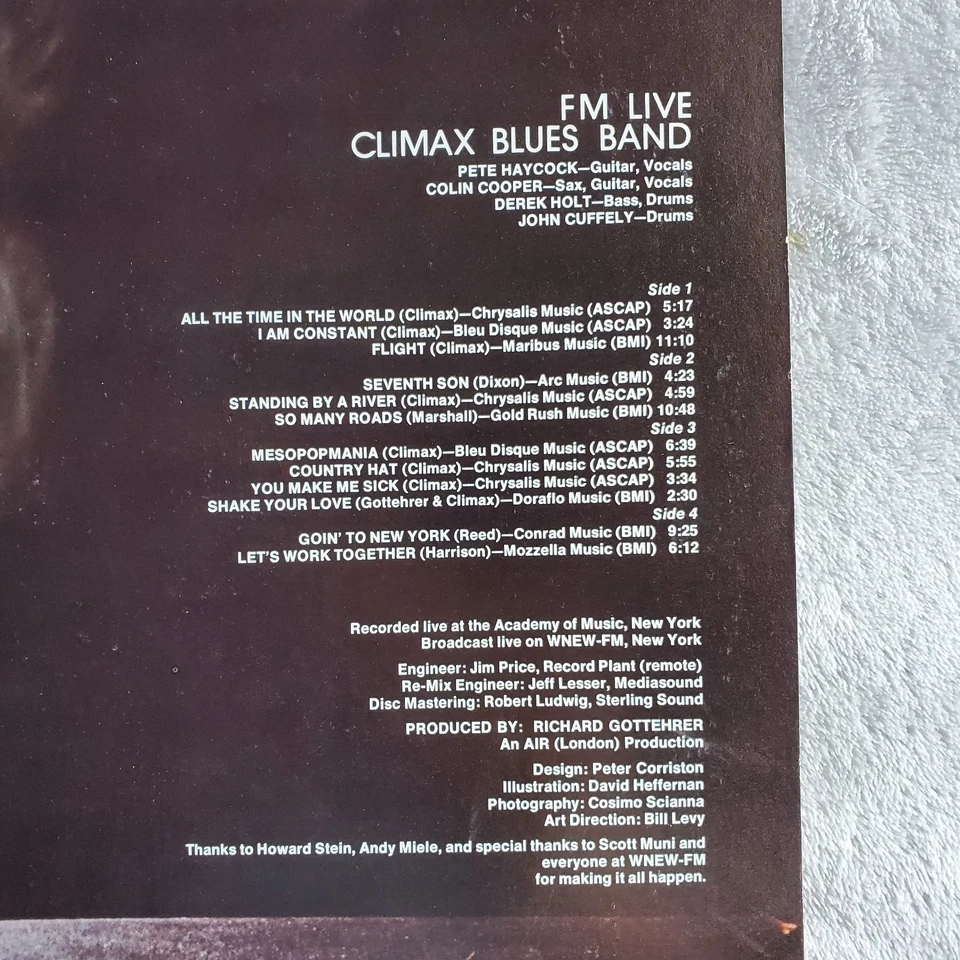 FM LIVE
CLIMAX BLUES BAND
PETE HAYCOCK—Guitar, Vocals
COLIN COOPER—Sax, Guitar, Vocals
DEREK HOLT—Bass, Drums
JOHN CUFFELY—Drums
Side 1
ALL THE TIME IN THE WORLD (Climax)—Chrysalis Music (ASCAP) 5:17
I AM CONSTANT (Climax)—Bleu Disque Music (ASCAP) 3:24
FLIGHT (Climax)—Maribus Music (BMI) 11:10
Side 2
SEVENTH SON (Dixon)—Arc Music (BMI) 4:23
STANDING BY A RIVER (Climax)—Chrysalis Music (ASCAP) 4:59
SO MANY ROADS (Marshall)—Gold Rush Music (BMI) 10:48
Side 3
MESOPOPMANIA (Climax)—Bleu Disque Music (ASCAP) 6:39
COUNTRY HAT (Climax)—Chrysalis Music (ASCAP) 5:55
YOU MAKE ME SICK (Climax)—Chrysalis Music (ASCAP) 3:34
SHAKE YOUR LOVE (Gottehrer & Climax)—Doraflo Music (BMI) 2:30
Side 4
GOIN' TO NEW YORK (Reed)—Conrad Music (BMI) 9:25
LET'S WORK TOGETHER (Harrison)—Mozzella Music (BMI) 6:12
Recorded live at the Academy of Music, New York
Broadcast live on WNEW-FM, New York
Engineer: Jim Price, Record Plant (remote)
Re-Mix Engineer: Jeff Lesser, Mediasound
Disc Mastering: Robert Ludwig, Sterling Sound
PRODUCED BY: RICHARD GOTTEHRER
An AIR (London) Production
Design: Peter Corriston
Illustration: David Heffernan
Photography: Cosimo Scianna
Art Direction: Bill Levy
Thanks to Howard Stein, Andy Miele, and special thanks to Scott Muni and
everyone at WNEW-FM
for making it all happen.